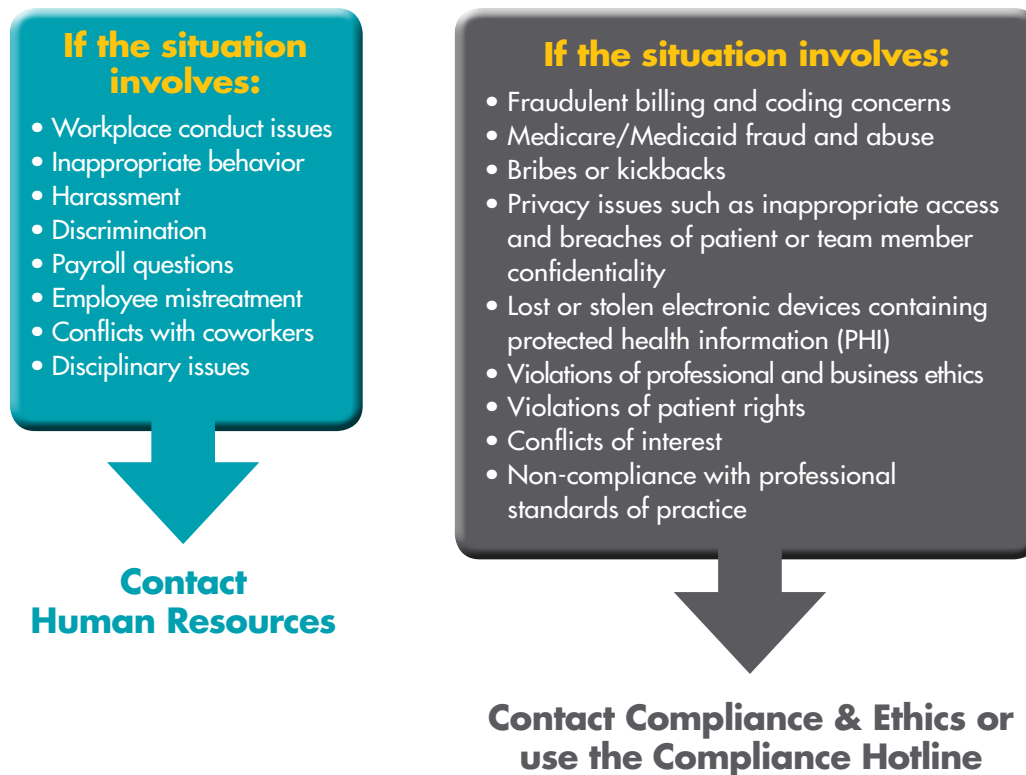 If the situation
involves:
• Workplace conduct issues
• Inappropriate behavior
• Harassment
• Discrimination
• Payroll questions
• Employee mistreatment
• Conflicts with coworkers
• Disciplinary issues
Contact
Human Resources
If the situation involves:
• Fraudulent billing and coding concerns
• Medicare/Medicaid fraud and abuse
• Bribes or kickbacks
• Privacy issues such as inappropriate access
and breaches of patient or team member
confidentiality
• Lost or stolen electronic devices containing
protected health information (PHI)
• Violations of professional and business ethics
• Violations of patient rights
• Conflicts of interest
• Non-compliance with professional
standards of practice
Contact Compliance & Ethics or
use the Compliance Hotline